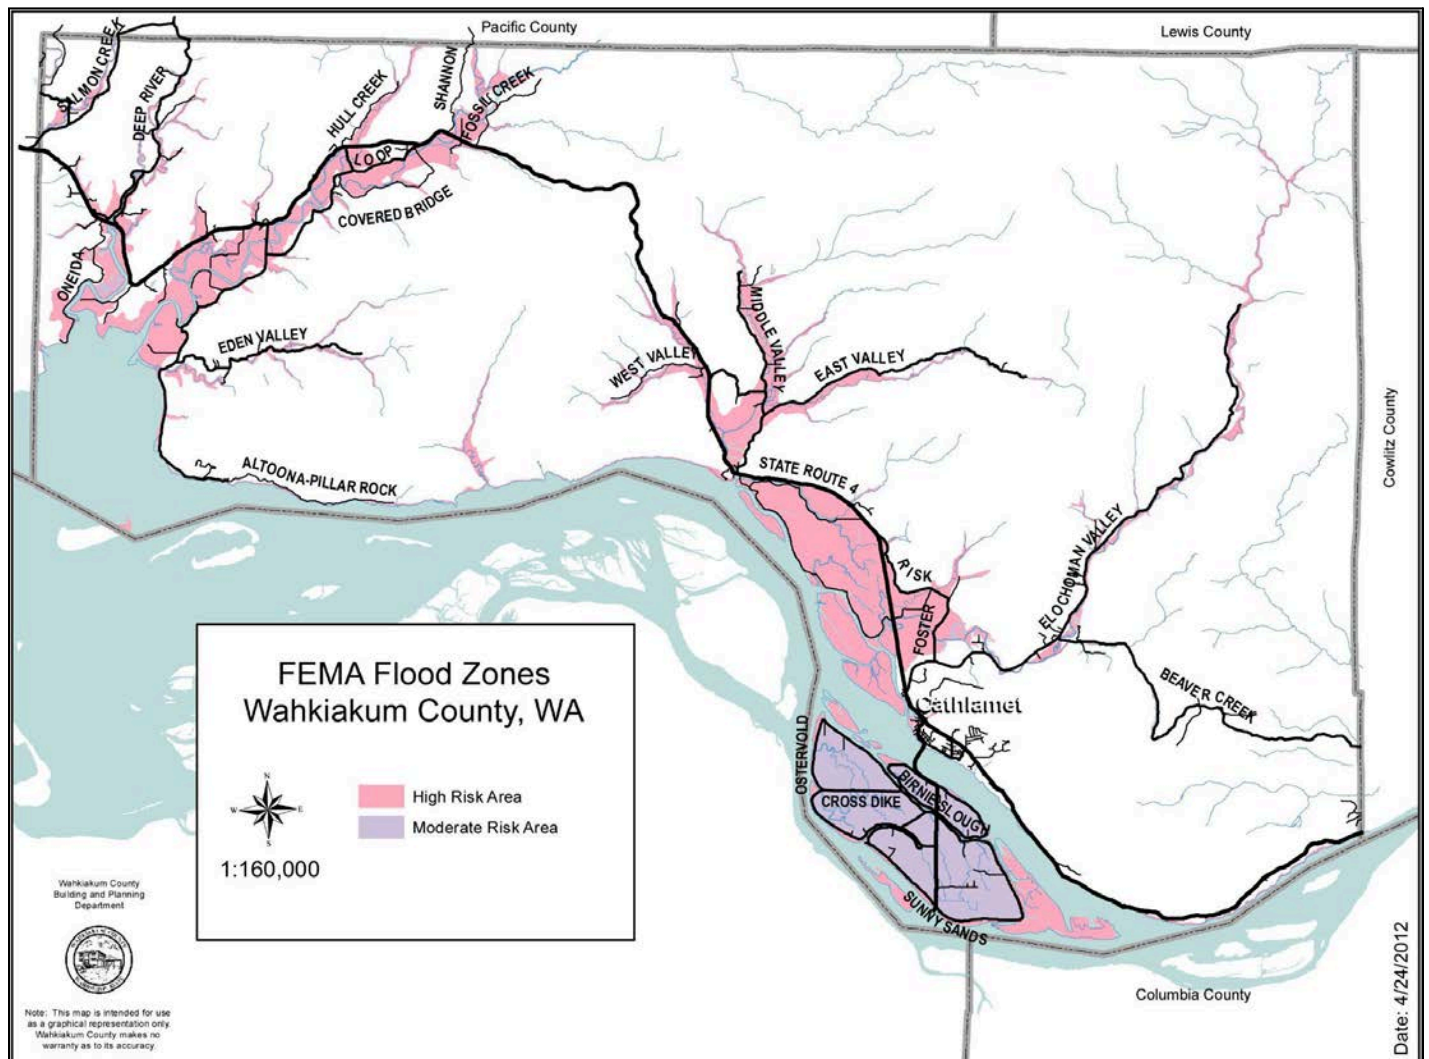 Pacific County
Lewis County
SALMON CREEK
DEEP RIVER
HULL CREEK
SHANNON
FOSSIL CREEK
LOOP
COVERED BRIDGE
ONEIDA
EDEN VALLEY
WEST VALLEY
MIDDLE VALLEY
EAST VALLEY
ALTOONA-PILLAR ROCK
STATE ROUTE 4
Cowlitz County
RISK
FOSTER
ELOCHOMAN VALLEY
BEAVER CREEK
Cathlamet
OSTERVOLD
BIRNIE SLOUGH
CROSS DIKE
SUNNY SANDS
Columbia County
FEMA Flood Zones
Wahkiakum County, WA
N
W
E
S
High Risk Area
Moderate Risk Area
1:160,000
Wahkiakum County
Building and Planning
Department
Note: This map is intended for use
as a graphical representation only.
Wahkiakum County makes no
warranty as to its accuracy.
Date: 4/24/2012